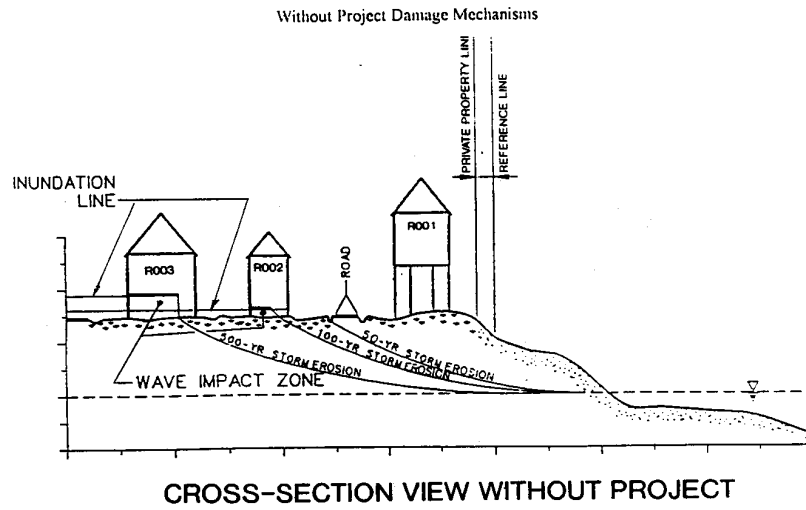 Without Project Damage Mechanisms
PRIVATE PROPERTY LINE
REFERENCE LINE
INUNDATION
LINE
R001
R003
R002
ROAD
50-YR STORM EROSION
100-YR STORM EROSION
500-YR STORM EROSION
WAVE IMPACT ZONE
CROSS-SECTION VIEW WITHOUT PROJECT